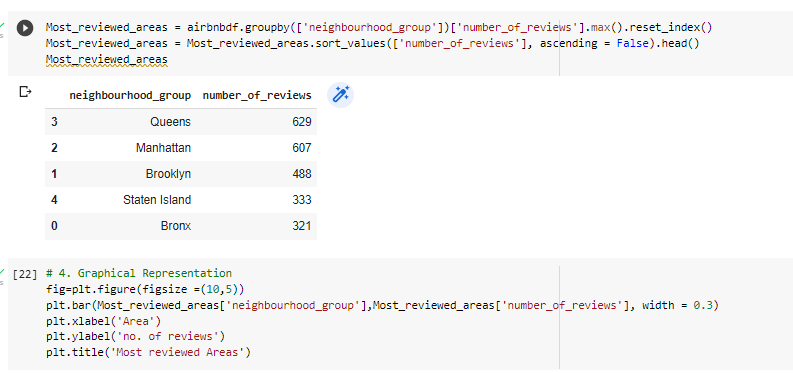 Most_reviewed_areas = airbnbdf.groupby(['neighbourhood_group'])['number_of_reviews'].max().reset_index()
Most_reviewed_areas = Most_reviewed_areas.sort_values(['number_of_reviews'], ascending = False).head()
Most_reviewed_areas
neighbourhood_group number_of_reviews
3 Queens 629
2 Manhattan 607
1 Brooklyn 488
4 Staten Island 333
0 Bronx 321
[22] # 4. Graphical Representation
fig=plt.figure(figsize =(10,5))
plt.bar(Most_reviewed_areas['neighbourhood_group'],Most_reviewed_areas['number_of_reviews'], width = 0.3)
plt.xlabel('Area')
plt.ylabel('no. of reviews')
plt.title('Most reviewed Areas')